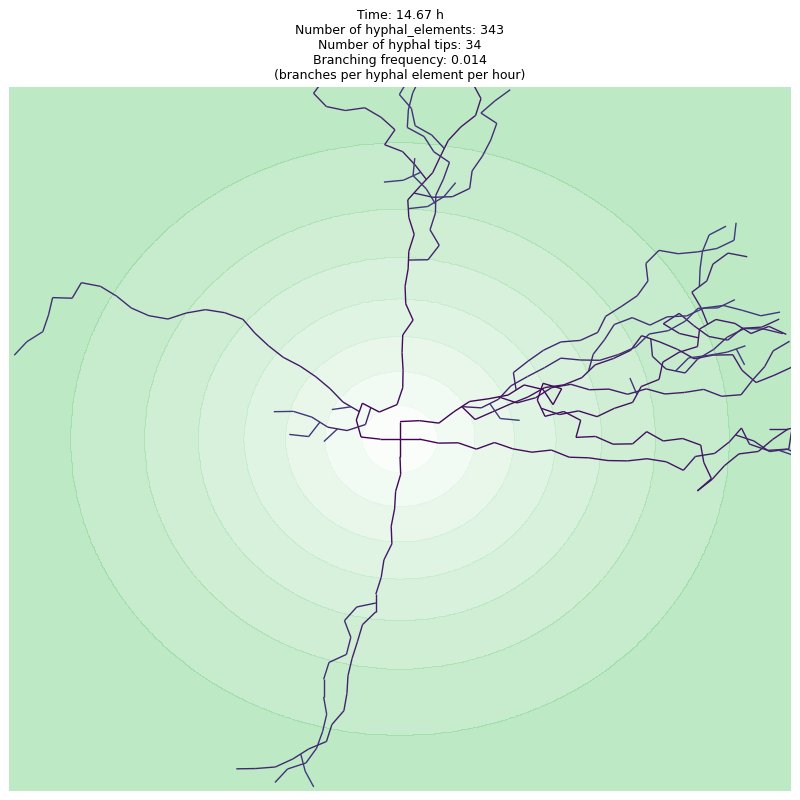 Time: 14.67 h
Number of hyphal_elements: 343
Number of hyphal tips: 34
Branching frequency: 0.014
(branches per hyphal element per hour)